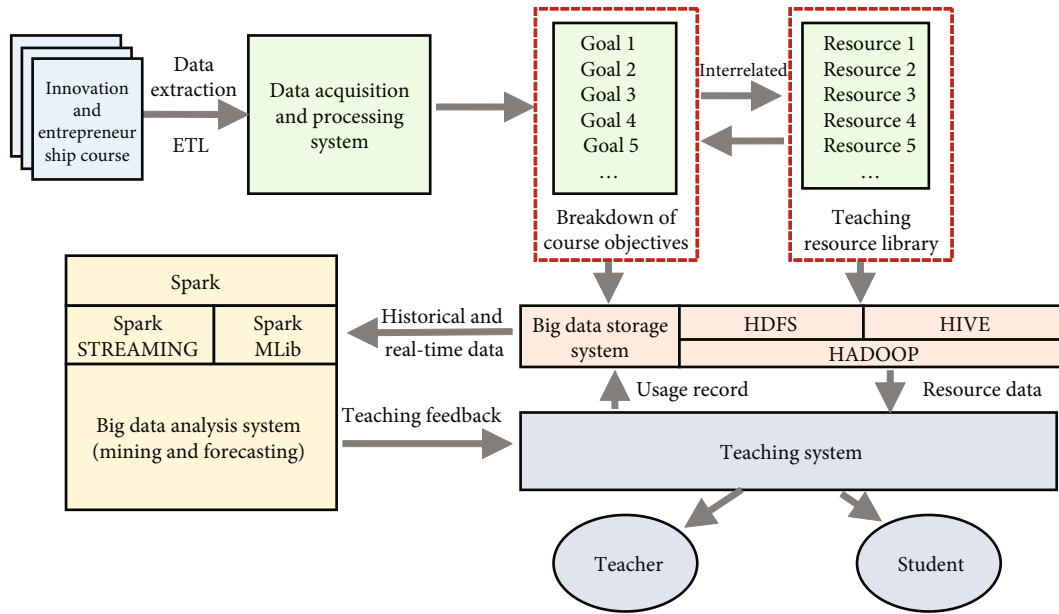 Innovation
and
entrepreneur
ship course
Data
extraction
ETL
Data acquisition
and processing
system
Goal 1
Goal 2
Goal 3
Goal 4
Goal 5
…
Breakdown of
course objectives
Interrelated
Resource 1
Resource 2
Resource 3
Resource 4
Resource 5
…
Teaching
resource library
Spark
Spark
STREAMING
Spark
MLib
Big data analysis system
(mining and forecasting)
Historical and
real-time data
Teaching feedback
Big data storage
system
HDFS
HIVE
HADOOP
Usage record
Resource data
Teaching system
Teacher
Student